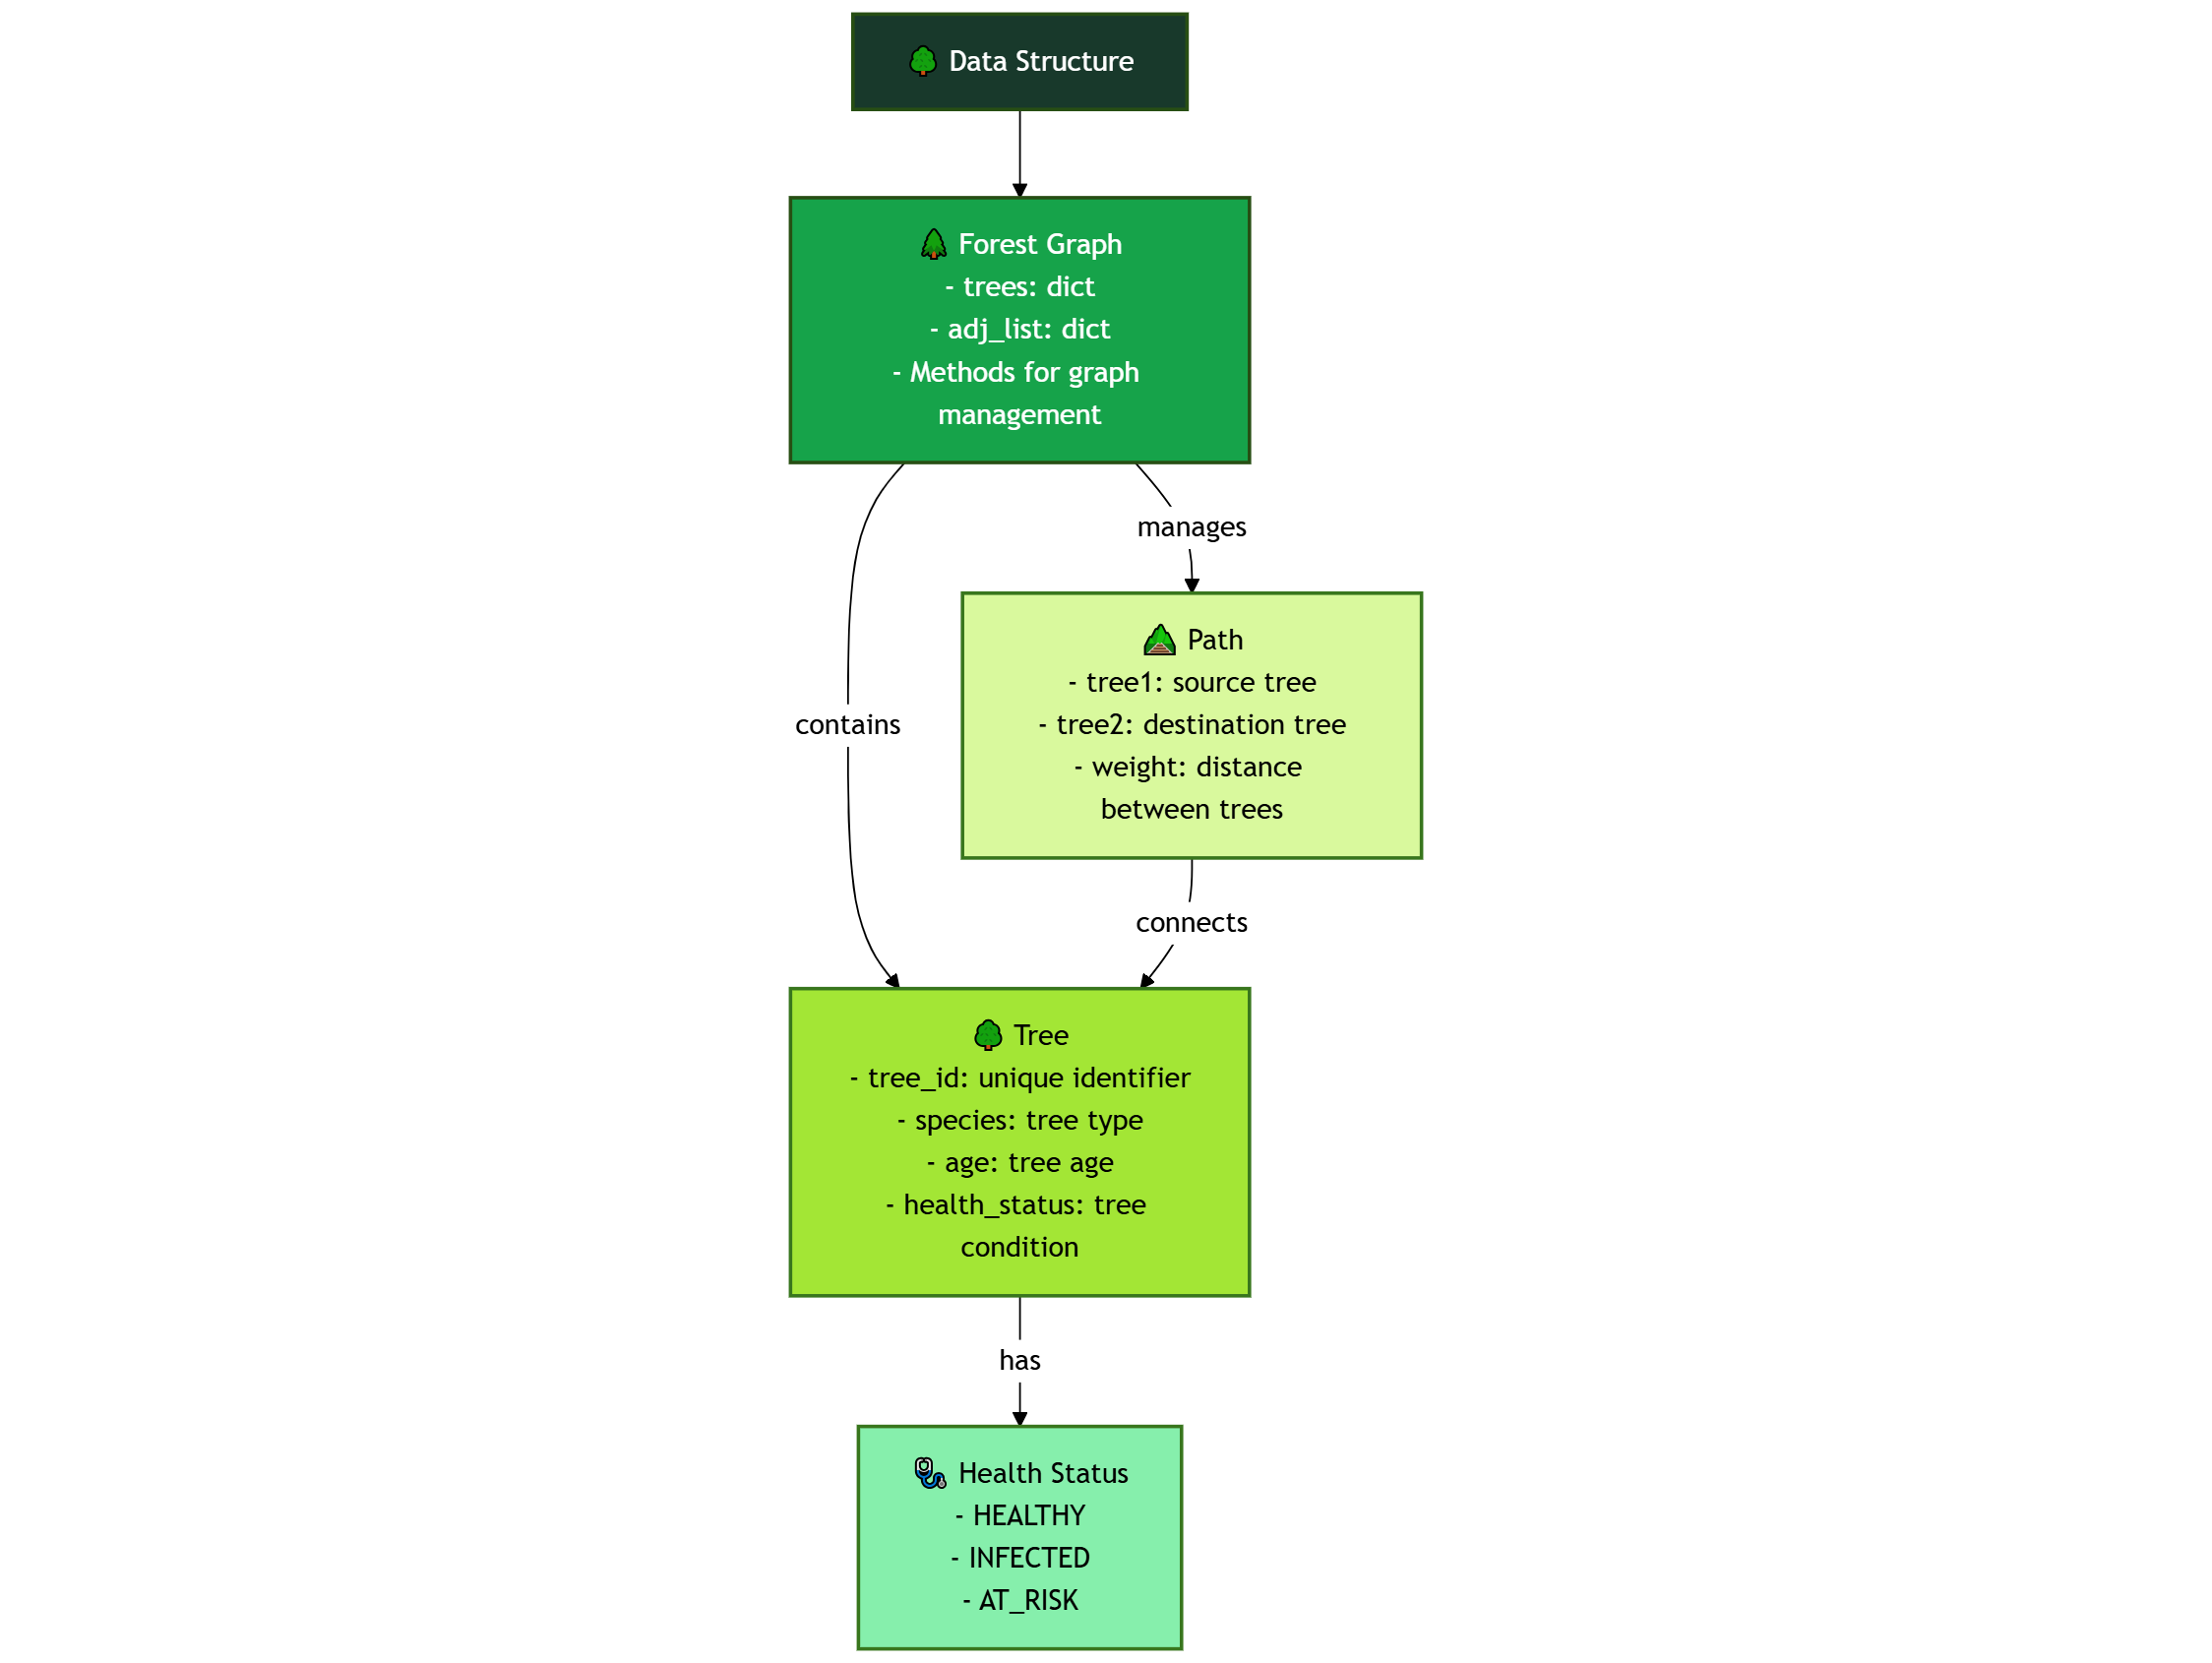 Data Structure
Forest Graph
- trees: dict
- adj_list: dict
- Methods for graph
management
manages
Path
- tree1: source tree
- tree2: destination tree
- weight: distance
between trees
contains
connects
Tree
- tree_id: unique identifier
- species: tree type
- age: tree age
- health_status: tree
condition
has
Health Status
- HEALTHY
- INFECTED
- AT_RISK